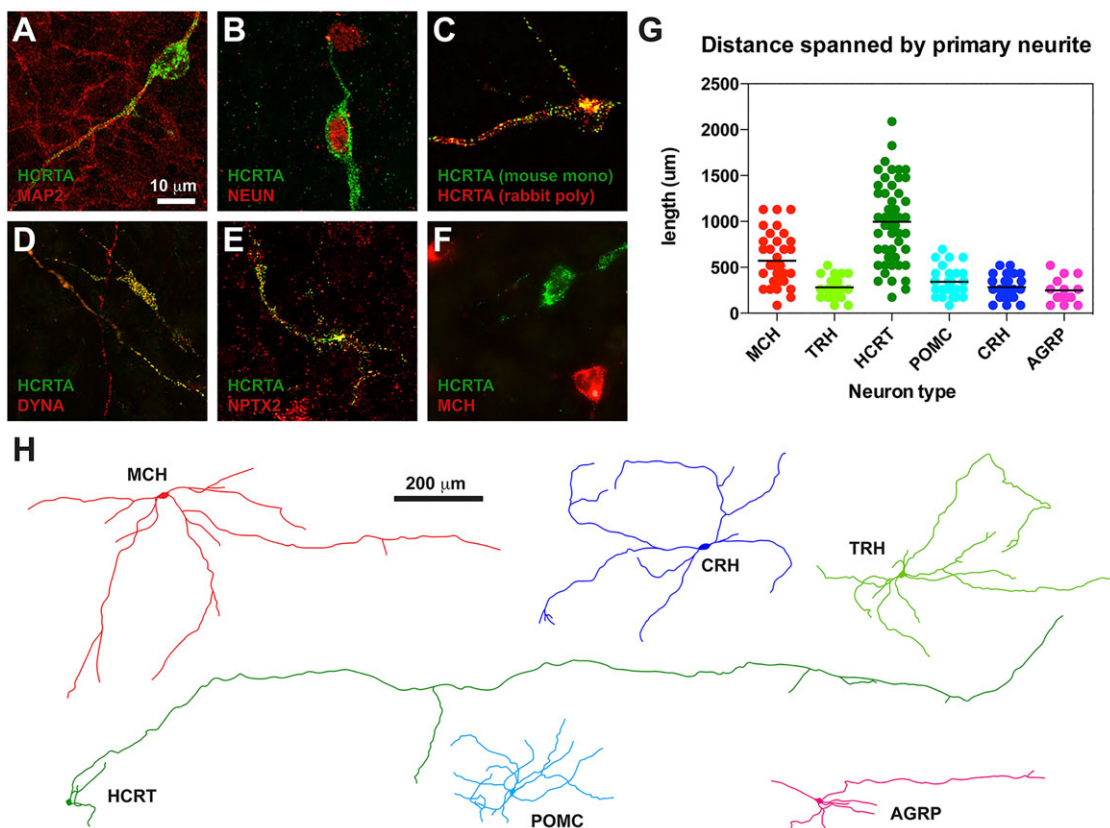 A
HCRTA
MAP2
10 μm
B
HCRTA
NEUN
C
HCRTA (mouse mono)
HCRTA (rabbit poly)
D
HCRTA
DYNA
E
HCRTA
NPTX2
F
HCRTA
MCH
G
Distance spanned by primary neurite
length (um)
2500
2000
1500
1000
500
0
MCH
TRH
HCRT
POMC
CRH
AGRP
Neuron type
H
MCH
200 μm
CRH
TRH
HCRT
POMC
AGRP